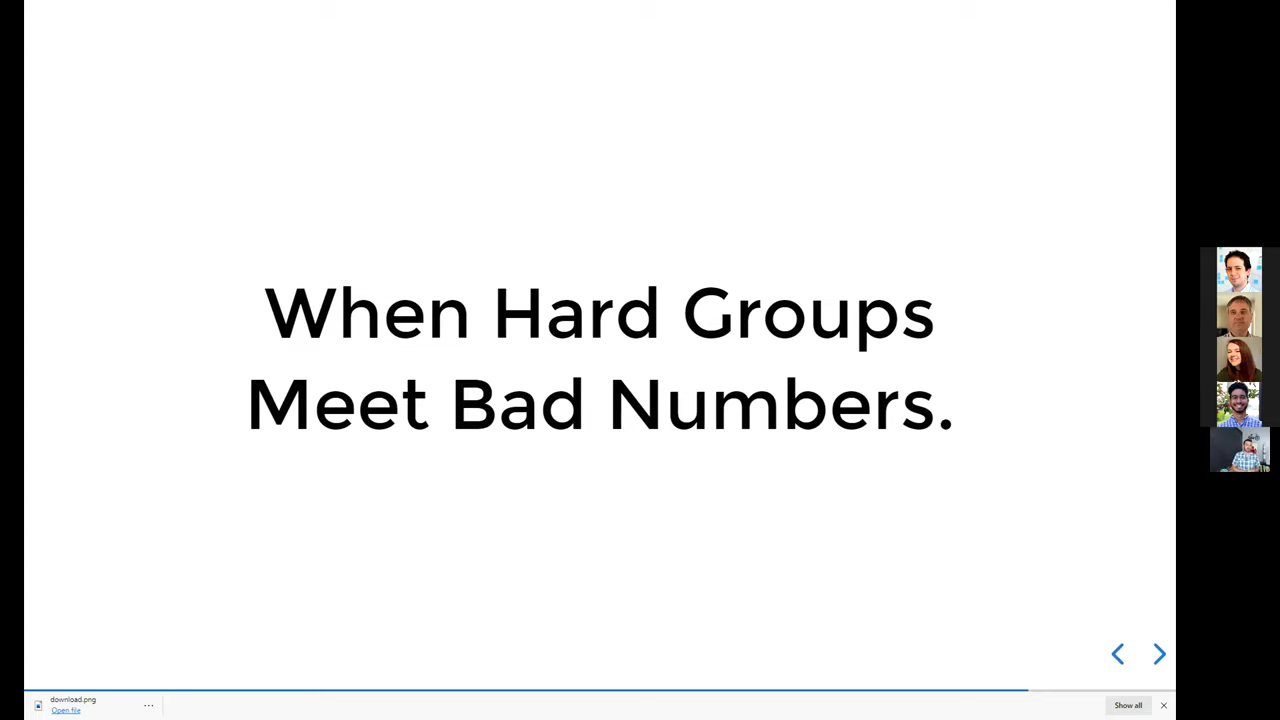 When Hard Groups
Meet Bad Numbers.
download.png
Open file
...
Show all